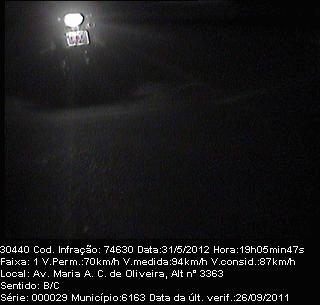 30440 Cod. Infração: 74630 Data:31/5/2012 Hora:19h05min47s
Faixa: 1 V.Perm.:70km/h V.medida:94km/h V.consid.:87km/h
Local: Av. Maria A. C. de Oliveira, Alt nº 3363
Sentido: B/C
Série: 000029 Município:6163 Data da últ. verif.:26/09/2011